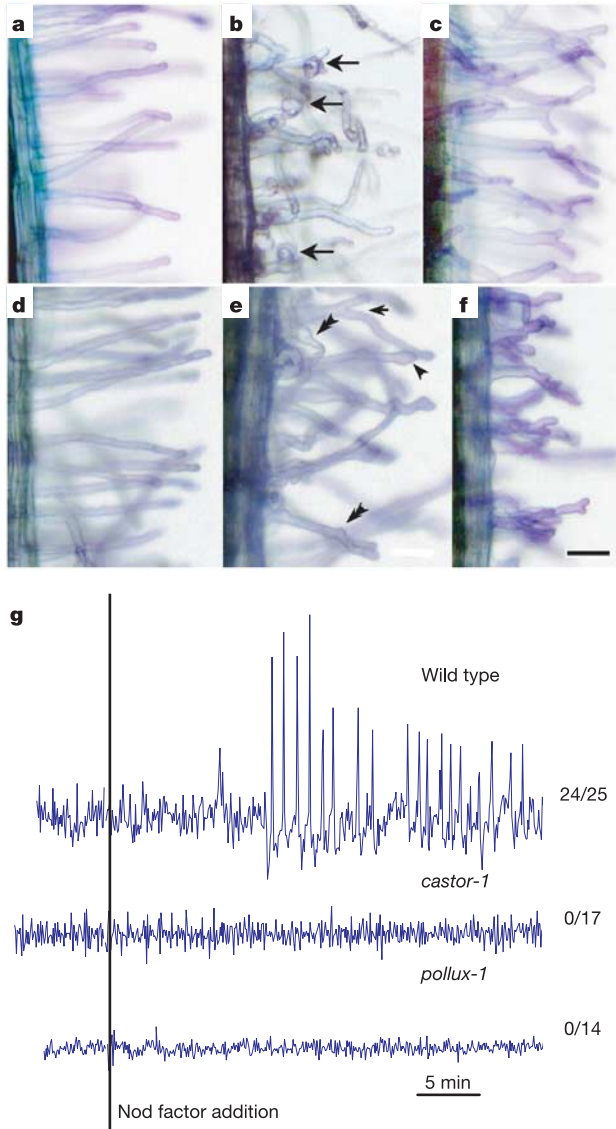 a
b
c
d
e
f
g
Wild type
24/25
castor-1
0/17
pollux-1
0/14
5 min
Nod factor addition